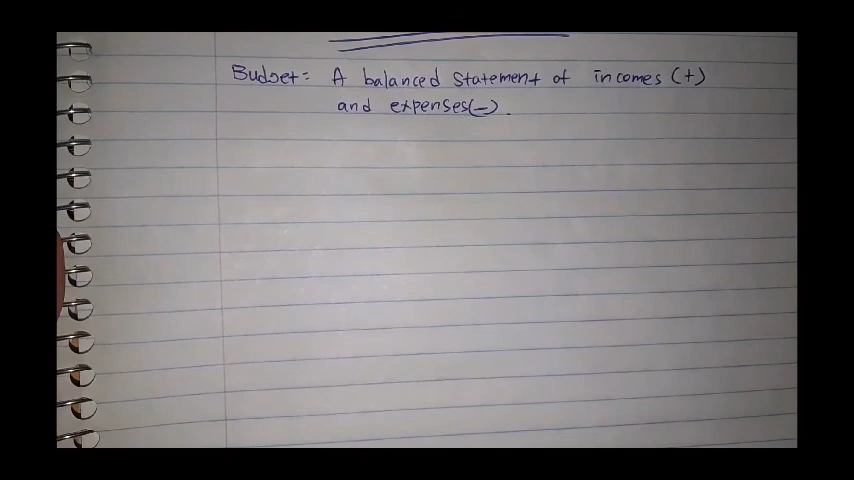 Budget: A balanced statement of incomes (+)
and expenses(-).